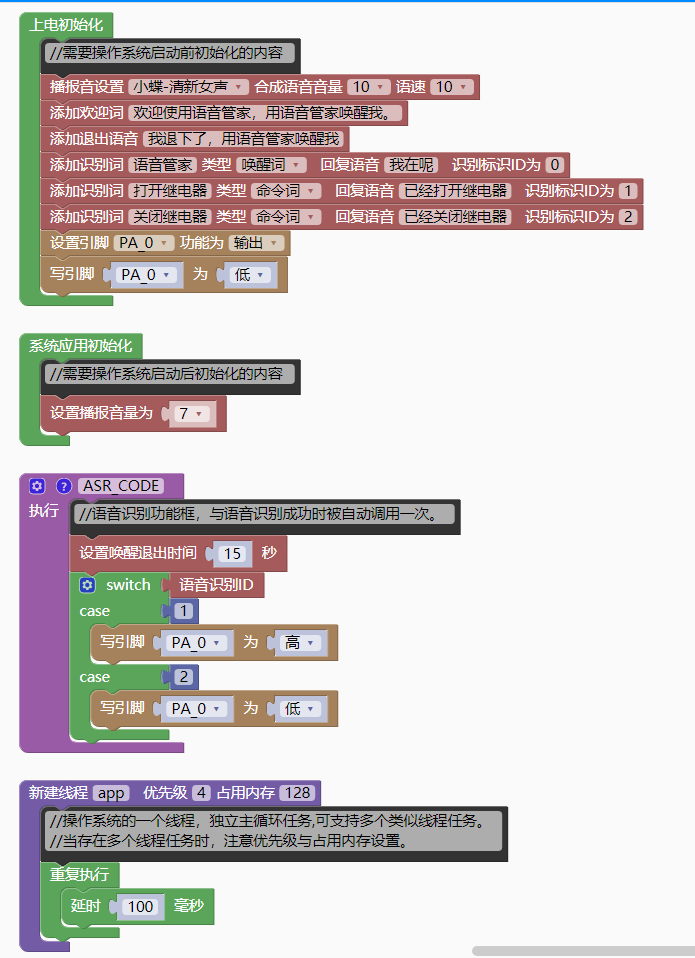 上电初始化
//需要操作系统启动前初始化的内容
播报音设置 小蝶-清新女声 合成语音音量 10 语速 10
添加欢迎词 欢迎使用语音管家，用语音管家唤醒我。
添加退出语音 我退下了，用语音管家唤醒我
添加识别词 语音管家 类型 唤醒词 回复语音 我在呢 识别标识ID为 0
添加识别词 打开继电器 类型 命令词 回复语音 已经打开继电器 识别标识ID为 1
添加识别词 关闭继电器 类型 命令词 回复语音 已经关闭继电器 识别标识ID为 2
设置引脚 PA_0 功能为 输出
写引脚 PA_0 为 低
系统应用初始化
//需要操作系统启动后初始化的内容
设置播报音量为 7
? ASR_CODE
执行 //语音识别功能框，与语音识别成功时被自动调用一次。
设置唤醒退出时间 15 秒
switch 语音识别ID
case 1
写引脚 PA_0 为 高
case 2
写引脚 PA_0 为 低
新建线程 app 优先级 4 占用内存 128
//操作系统的一个线程，独立主循环任务,可支持多个类似线程任务。
//当存在多个线程任务时，注意优先级与占用内存设置。
重复执行
延时 100 毫秒